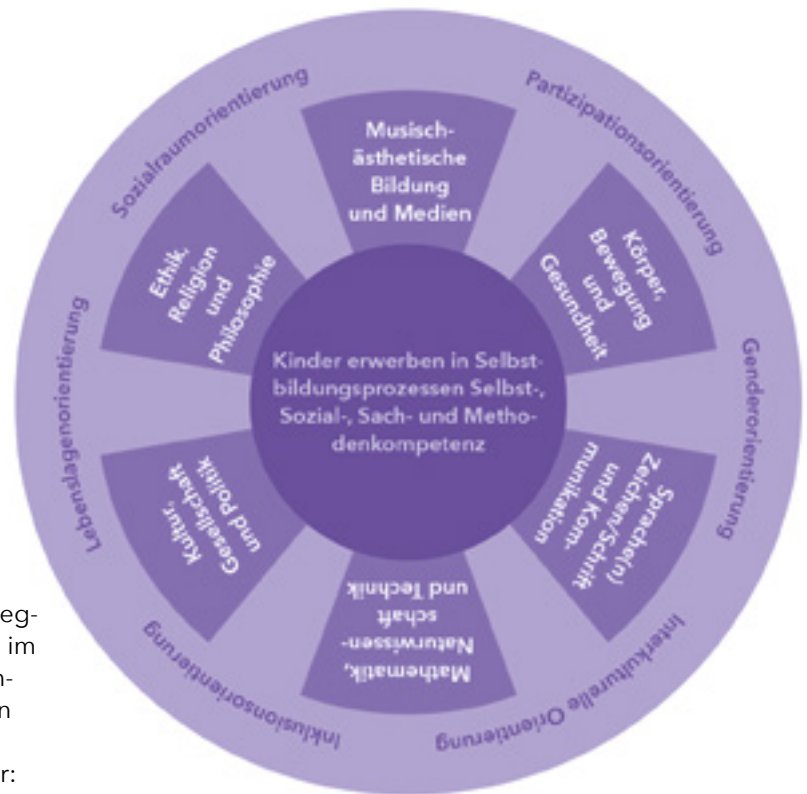 Sozialraumorientierung
Partizipationsorientierung
Genderorientierung
Interkulturelle Orientierung
Inklusionsorientierung
Lebenslagenorientierung
Musisch-
ästhetische
Bildung
und Medien
Körper,
Bewegung
und
Gesundheit
Sprache(n)
Zeichen/Schrift
und Kom-
munikation
Mathematik,
Naturwissen-
schaft
und Technik
Kultur,
Gesellschaft
und Politik
Ethik,
Religion
und
Philosophie
Kinder erwerben in Selbst-
bildungsprozessen Selbst-,
Sozial-, Sach- und Metho-
denkompetenz
eg-
im
n-
n
r: